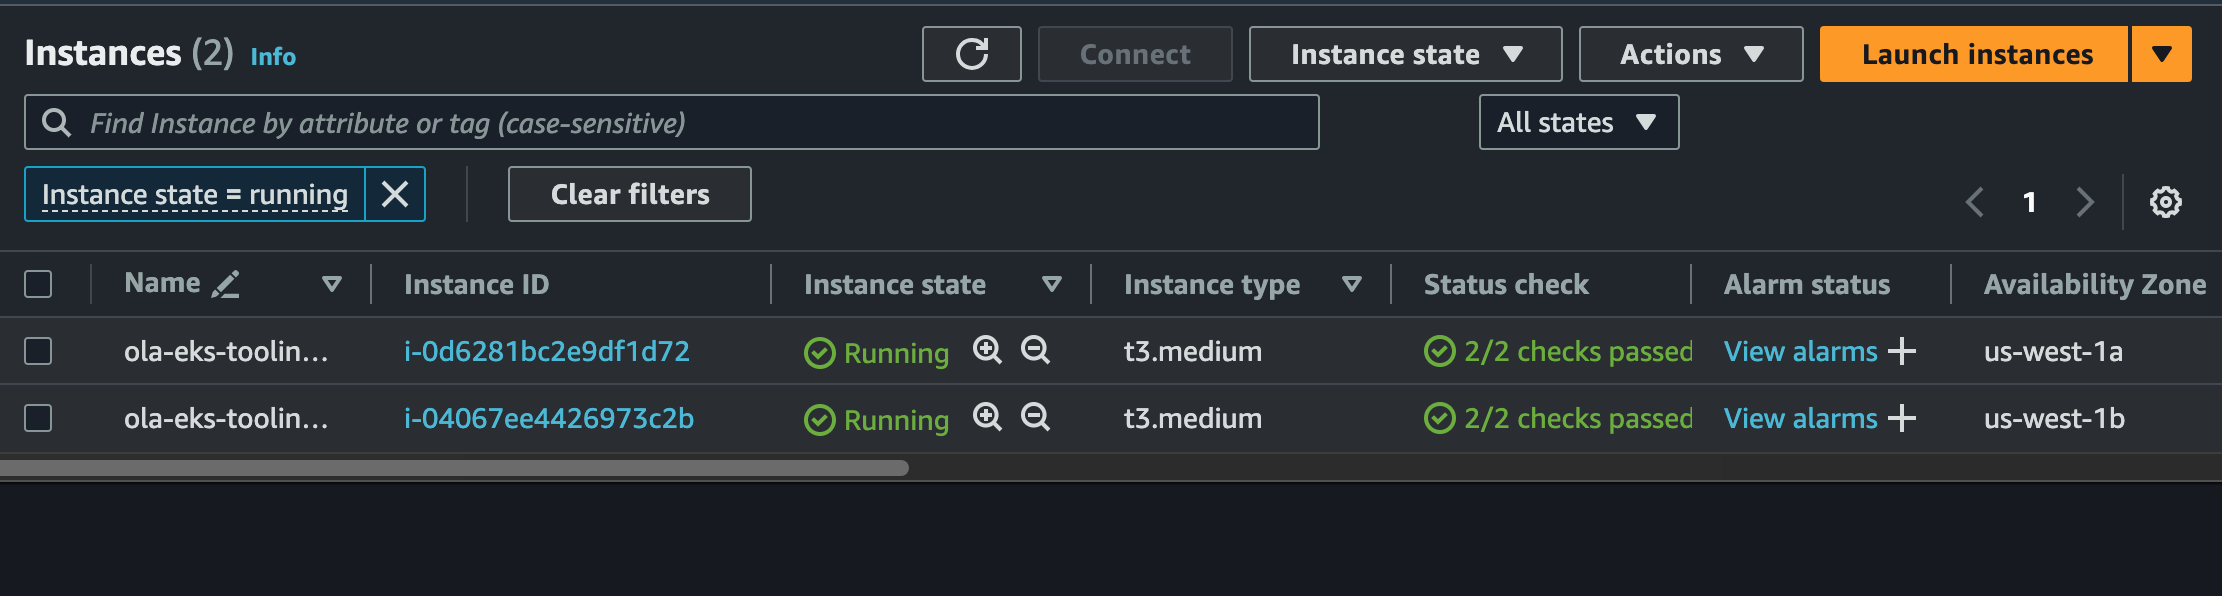 Instances (2) Info
Connect
Instance state
Actions
Launch instances
Find Instance by attribute or tag (case-sensitive)
All states
Instance state = running
Clear filters
1
Name Instance ID Instance state Instance type Status check Alarm status Availability Zone
ola-eks-toolin... i-0d6281bc2e9df1d72 Running t3.medium 2/2 checks passed View alarms us-west-1a
ola-eks-toolin... i-04067ee4426973c2b Running t3.medium 2/2 checks passed View alarms us-west-1b